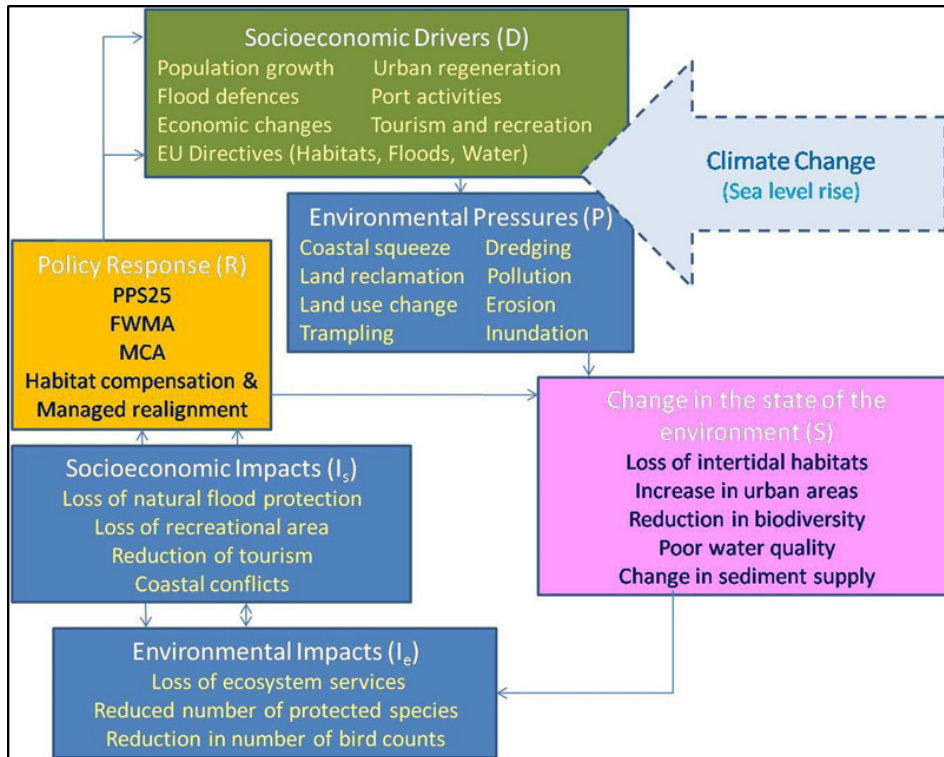 Socioeconomic Drivers (D)
Population growth Urban regeneration
Flood defences Port activities
Economic changes Tourism and recreation
EU Directives (Habitats, Floods, Water)
Climate Change
(Sea level rise)
Environmental Pressures (P)
Coastal squeeze Dredging
Land reclamation Pollution
Land use change Erosion
Trampling Inundation
Policy Response (R)
PPS25
FWMA
MCA
Habitat compensation &
Managed realignment
Change in the state of the
environment (S)
Loss of intertidal habitats
Increase in urban areas
Reduction in biodiversity
Poor water quality
Change in sediment supply
Socioeconomic Impacts (Is)
Loss of natural flood protection
Loss of recreational area
Reduction of tourism
Coastal conflicts
Environmental Impacts (Ie)
Loss of ecosystem services
Reduced number of protected species
Reduction in number of bird counts